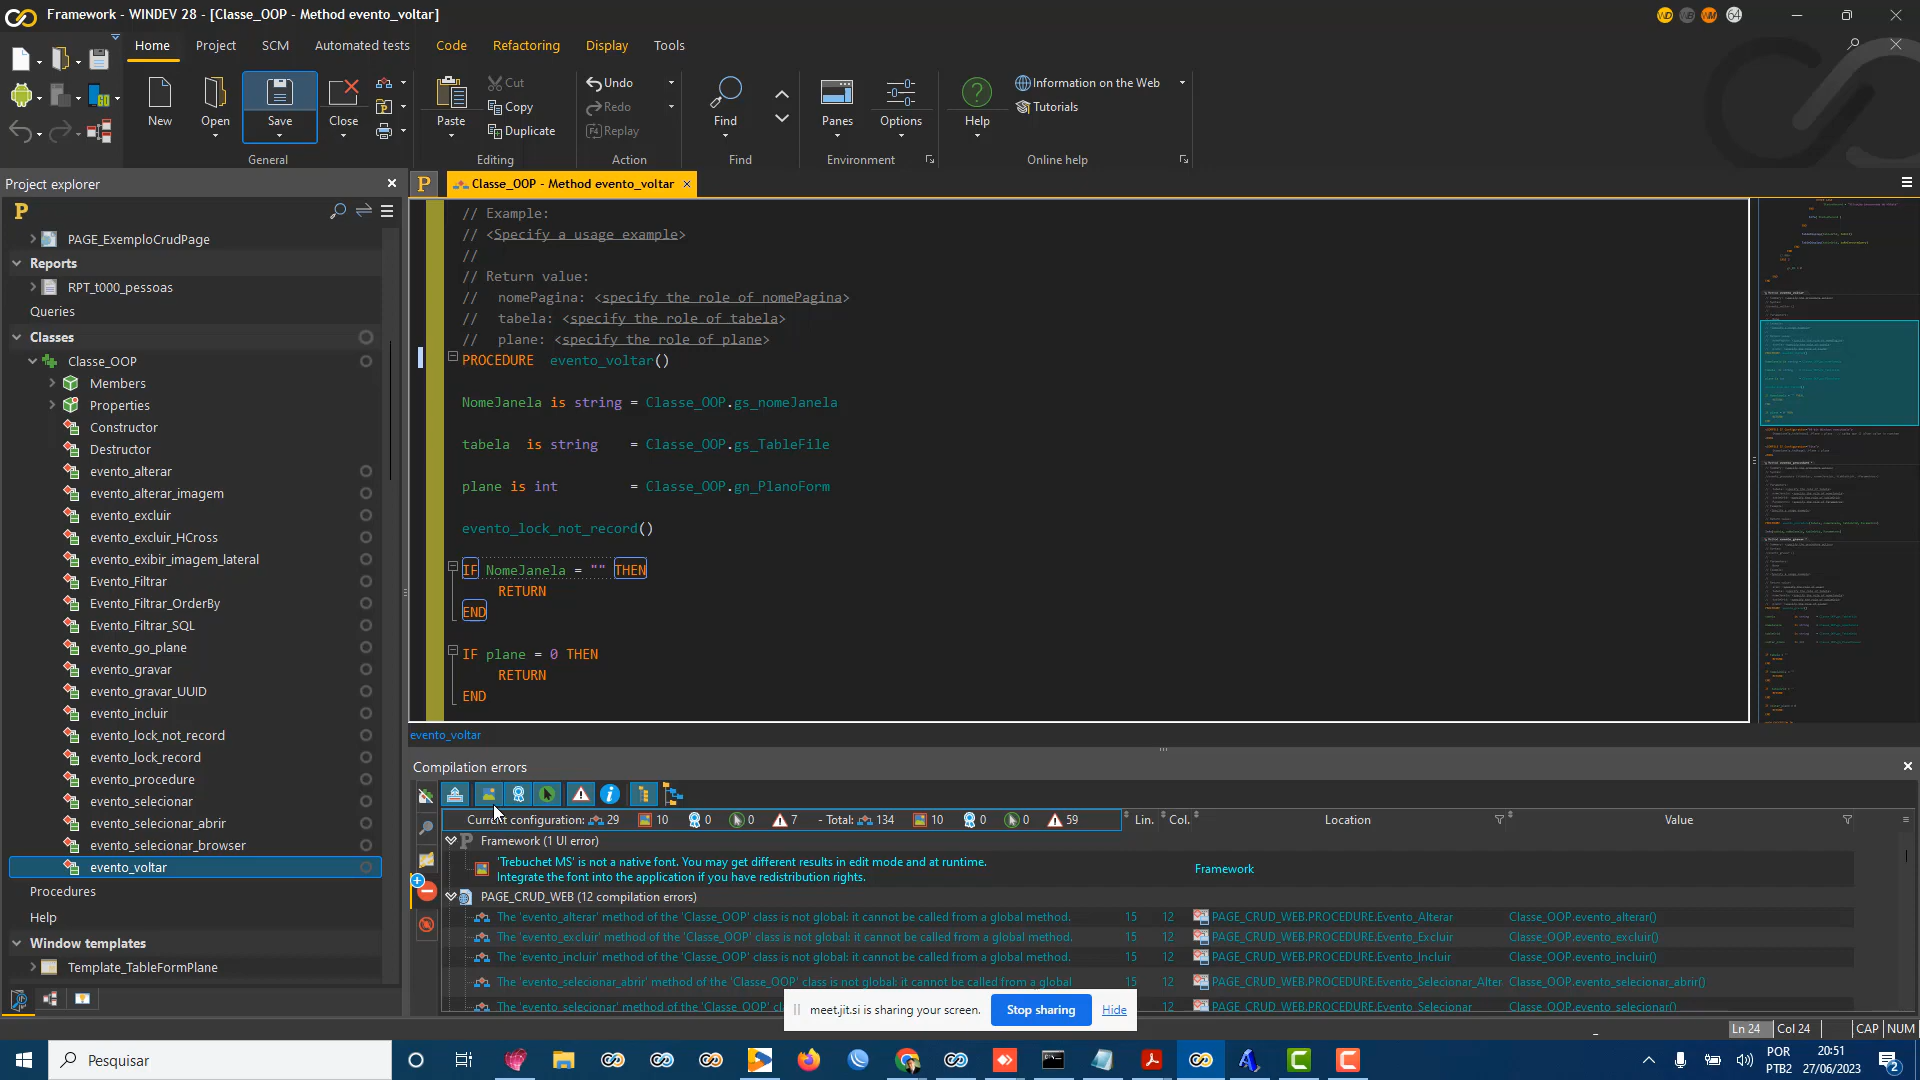 Framework - WINDEV 28 - [Classe_OOP - Method evento_voltar]
Home Project SCM Automated tests Code Refactoring Display Tools
New Open Save Close Paste Cut Copy Duplicate Undo Redo Replay Find Panes Options Help Information on the Web Tutorials
General Editing Action Find Environment Online help
Project explorer
PAGE_ExemploCrudPage
Reports
RPT_t000_pessoas
Queries
Classes
Classe_OOP
Members
Properties
Constructor
Destructor
evento_alterar
evento_alterar_imagem
evento_excluir
evento_excluir_HCross
evento_exibir_imagem_lateral
Evento_Filtrar
Evento_Filtrar_OrderBy
Evento_Filtrar_SQL
evento_go_plane
evento_gravar
evento_gravar_UUID
evento_incluir
evento_lock_not_record
evento_lock_record
evento_procedure
evento_selecionar
evento_selecionar_abrir
evento_selecionar_browser
evento_voltar
Procedures
Help
Window templates
Template_TableFormPlane
Classe_OOP - Method evento_voltar
// Example:
// <Specify a usage example>
//
// Return value:
// nomePagina: <specify the role of nomePagina>
// tabela: <specify the role of tabela>
// plane: <specify the role of plane>
PROCEDURE evento_voltar()
NomeJanela is string = Classe_OOP.gs_nomeJanela
tabela is string = Classe_OOP.gs_TableFile
plane is int = Classe_OOP.gn_PlanoForm
evento_lock_not_record()
IF NomeJanela = "" THEN
RETURN
END
IF plane = 0 THEN
RETURN
END
evento_voltar
Compilation errors
Current configuration: 29 10 0 0 7 - Total: 134 10 0 0 59 Lin. Col. Location Value
Framework (1 UI error)
'Trebuchet MS' is not a native font. You may get different results in edit mode and at runtime.
Integrate the font into the application if you have redistribution rights. Framework
PAGE_CRUD_WEB (12 compilation errors)
The 'evento_alterar' method of the 'Classe_OOP' class is not global: it cannot be called from a global method. 15 12 PAGE_CRUD_WEB.PROCEDURE.Evento_Alterar Classe_OOP.evento_alterar()
The 'evento_excluir' method of the 'Classe_OOP' class is not global: it cannot be called from a global method. 15 12 PAGE_CRUD_WEB.PROCEDURE.Evento_Excluir Classe_OOP.evento_excluir()
The 'evento_incluir' method of the 'Classe_OOP' class is not global: it cannot be called from a global method. 15 12 PAGE_CRUD_WEB.PROCEDURE.Evento_Incluir Classe_OOP.evento_incluir()
The 'evento_selecionar_abrir' method of the 'Classe_OOP' class is not global: it cannot be called from a global 15 12 PAGE_CRUD_WEB.PROCEDURE.Evento_Selecionar_Alter Classe_OOP.evento_selecionar_abrir()
The 'evento_selecionar' method of the 'Classe_OOP' 15 12 PAGE_CRUD_WEB.PROCEDURE.Evento_Selecionar Classe_OOP.evento_selecionar()
meet.jit.si is sharing your screen. Stop sharing Hide
Ln 24 Col 24 CAP NUM
Pesquisar
POR
PTB2
20:51
27/06/2023
2